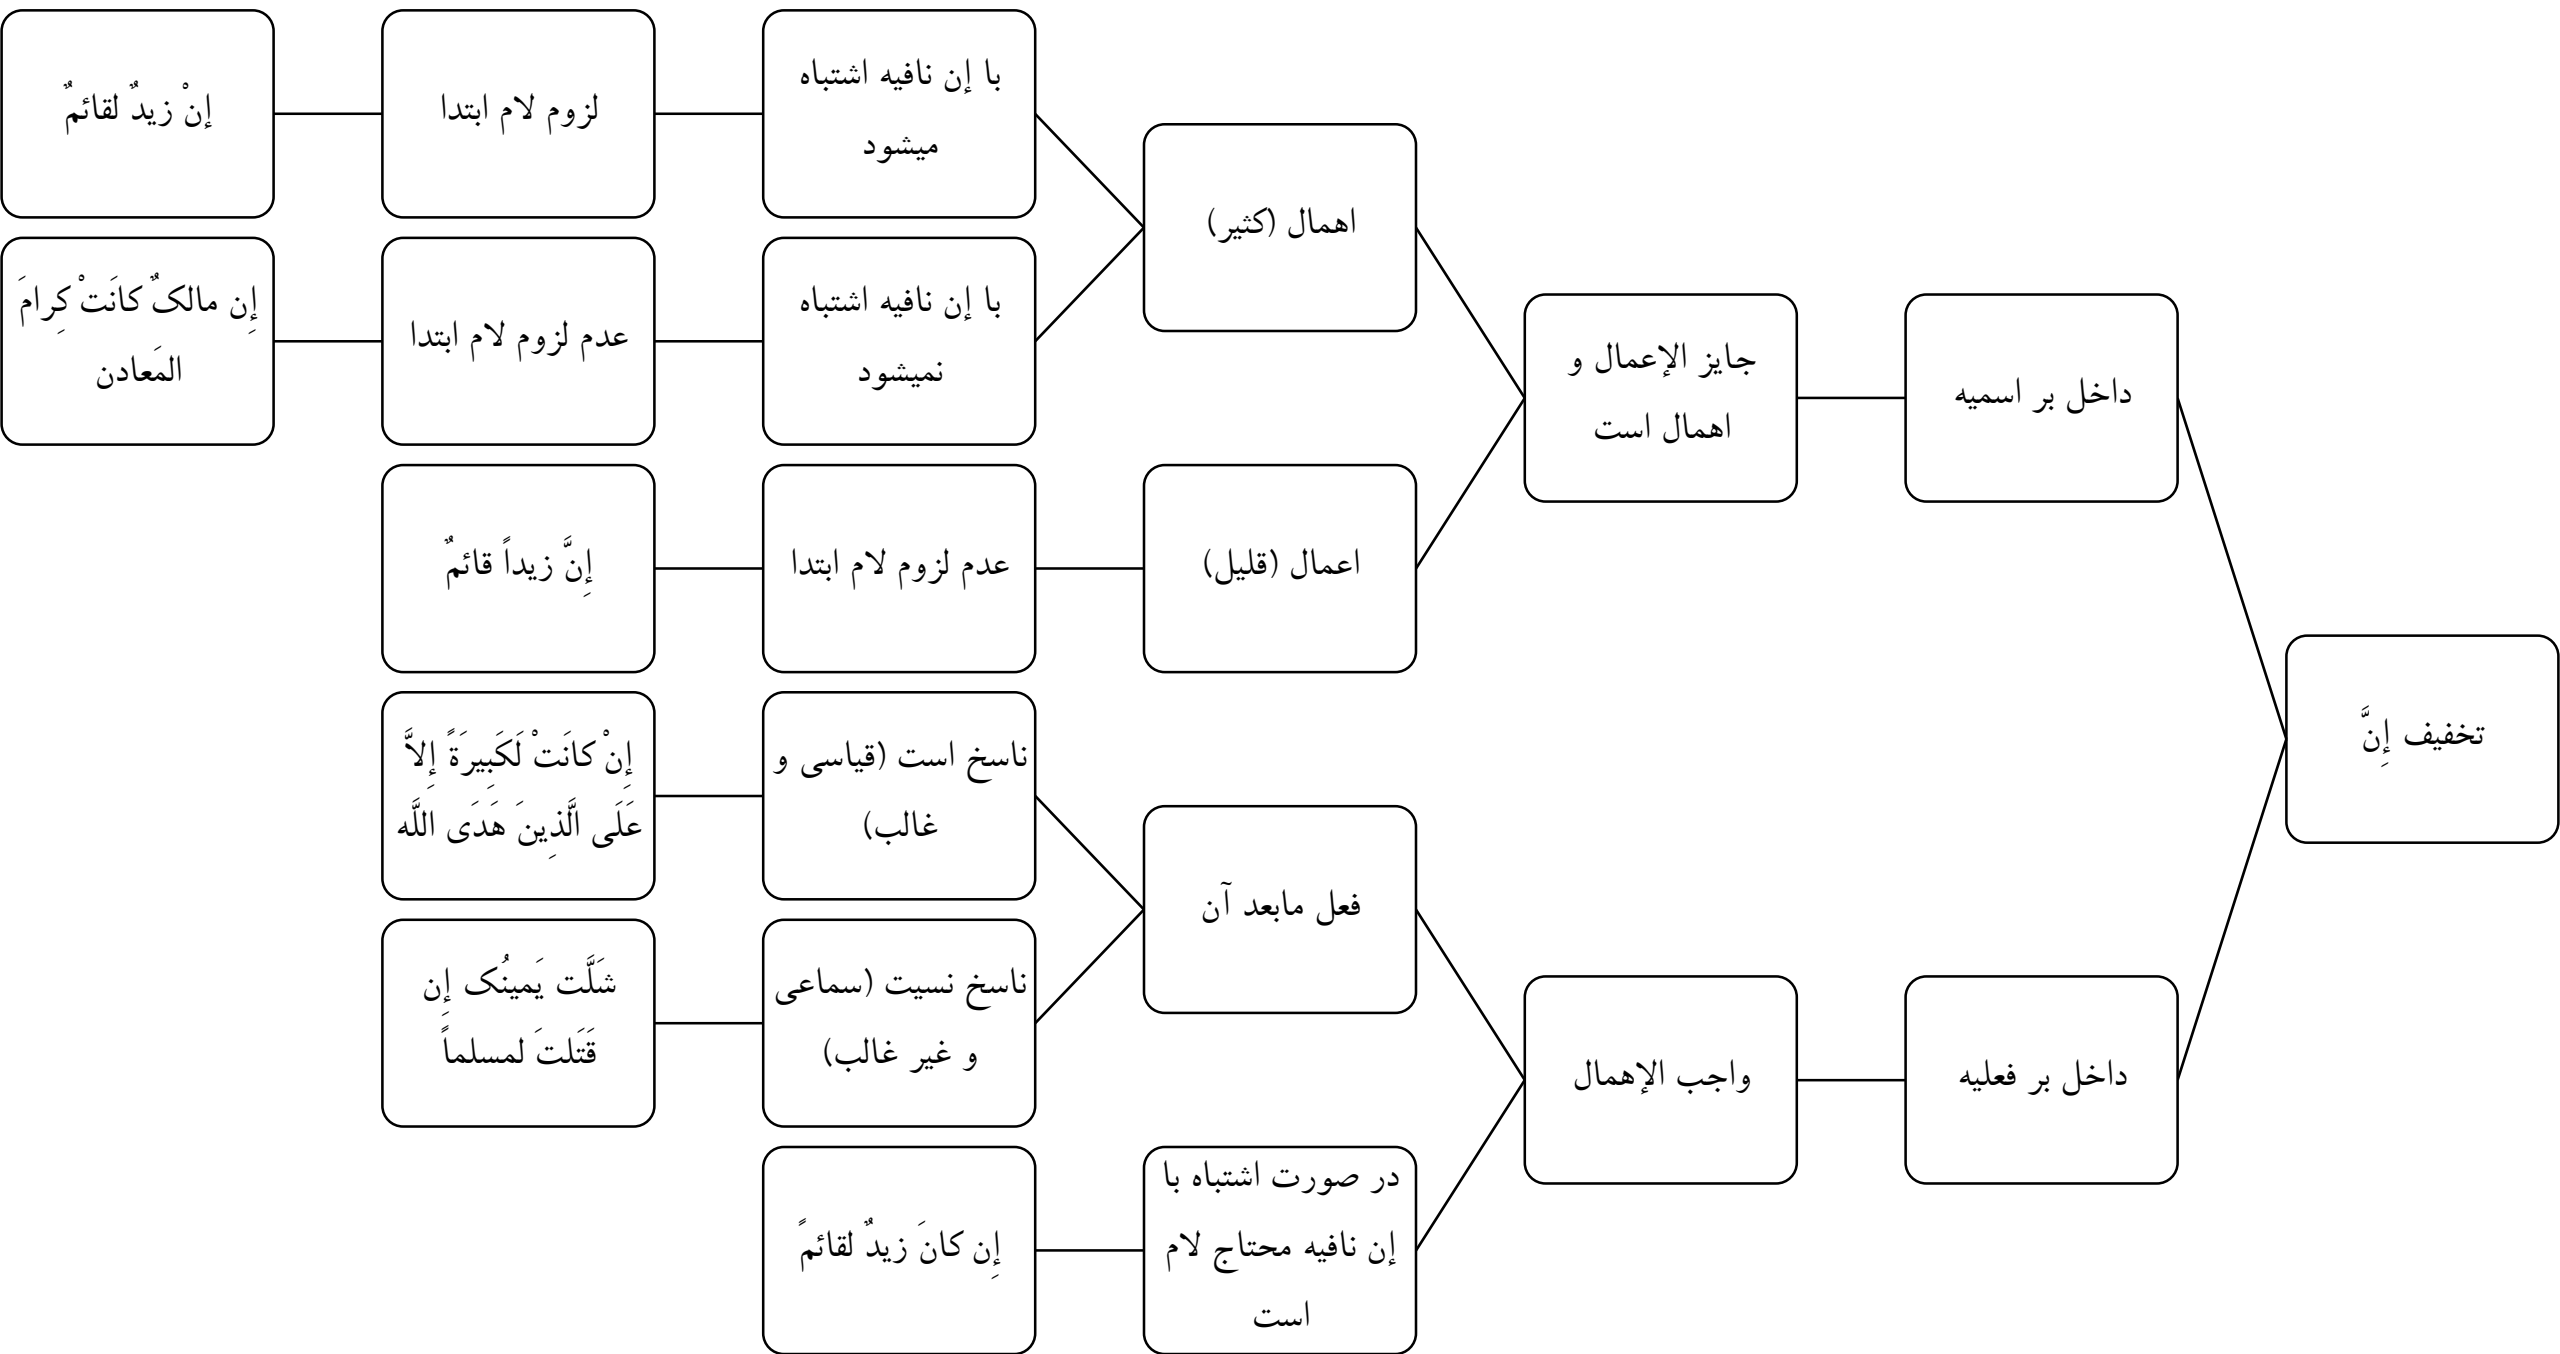 تخفیف إِنَّ
داخل بر اسمیه
جایز الإعمال و
اهمال است
اهمال (کثیر)
با إن نافیه اشتباه
میشود
لزوم لام ابتدا
إنْ زیدٌ لقائمٌ
با إن نافیه اشتباه
نمیشود
عدم لزوم لام ابتدا
إِن مالکٌ کانَتْ کِرامَ
المَعادن
اعمال (قلیل)
عدم لزوم لام ابتدا
إِنَّ زیداً قائمٌ
داخل بر فعلیه
واجب الإهمال
فعل مابعد آن
ناسخ است (قیاسی و
غالب)
إِنْ کانَتْ لَکَبِیرَةً إِلاَّ
عَلَی الَّذِینَ هَدَی اللَّه
ناسخ نسیت (سماعی
و غیر غالب)
شَلَّت یَمینُک إِن
قَتَلتَ لمسلماً
در صورت اشتباه با
إن نافیه محتاج لام
است
إِن کانَ زیدٌ لقائمً